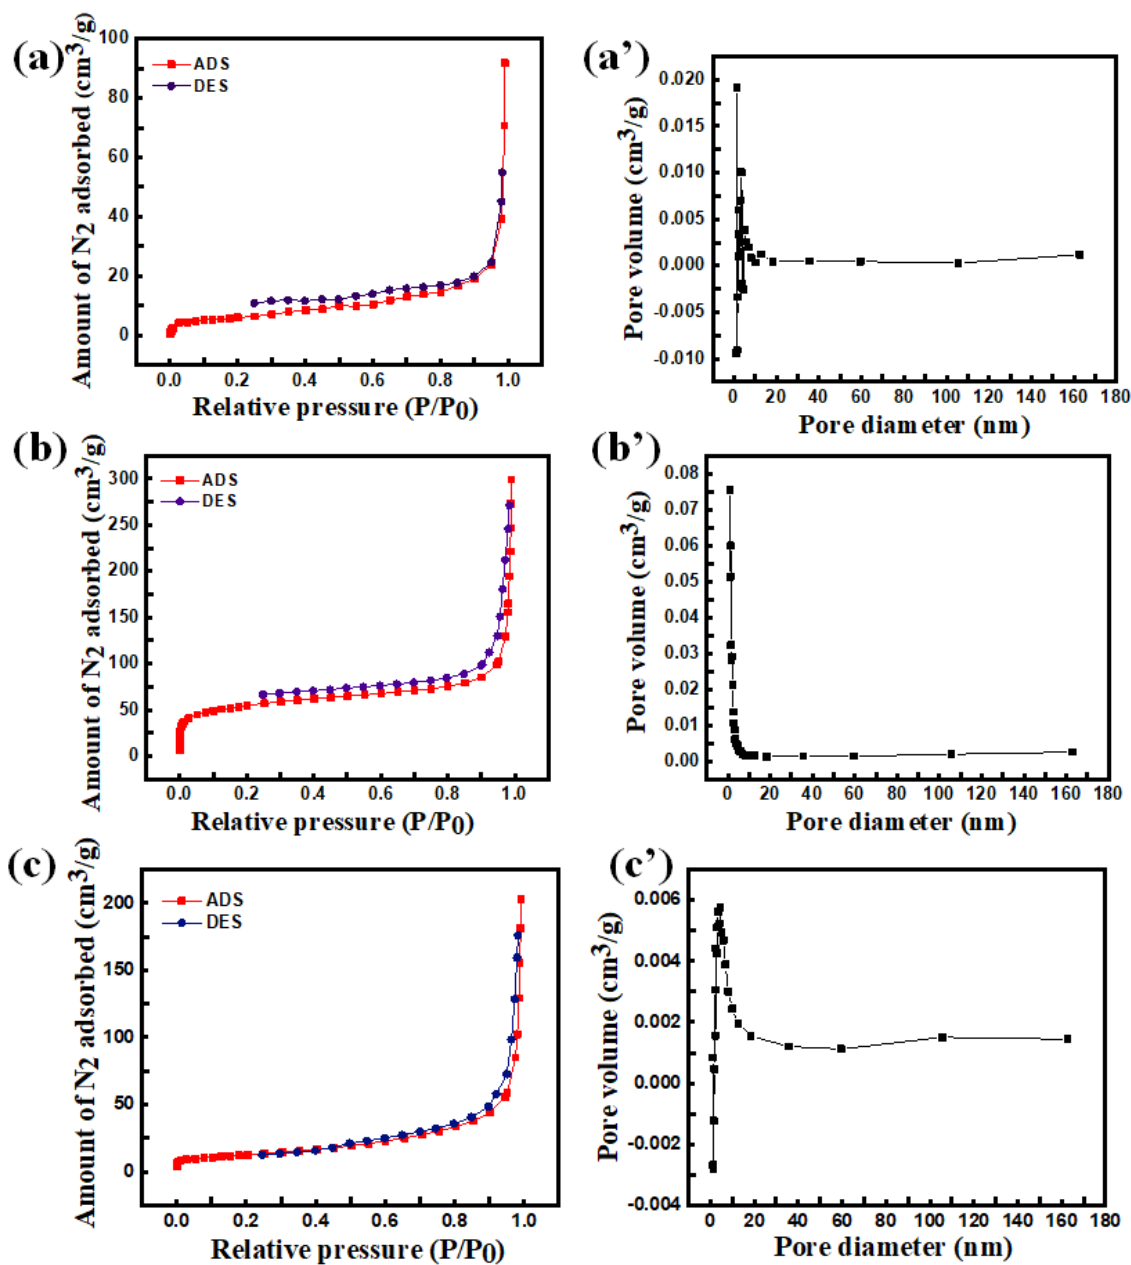 (a)
Amount of N2 adsorbed (cm3/g)
100
80
60
40
20
0
ADS
DES
0.0 0.2 0.4 0.6 0.8 1.0
Relative pressure (P/P0)
(a’)
Pore volume (cm3/g)
0.020
0.015
0.010
0.005
0.000
-0.005
-0.010
0 20 40 60 80 100 120 140 160 180
Pore diameter (nm)
(b)
Amount of N2 adsorbed (cm3/g)
300
250
200
150
100
50
0
ADS
DES
0.0 0.2 0.4 0.6 0.8 1.0
Relative pressure (P/P0)
(b’)
Pore volume (cm3/g)
0.08
0.07
0.06
0.05
0.04
0.03
0.02
0.01
0.00
0 20 40 60 80 100 120 140 160 180
Pore diameter (nm)
(c)
Amount of N2 adsorbed (cm3/g)
200
150
100
50
0
ADS
DES
0.0 0.2 0.4 0.6 0.8 1.0
Relative pressure (P/P0)
(c’)
Pore volume (cm3/g)
0.006
0.004
0.002
0.000
-0.002
-0.004
0 20 40 60 80 100 120 140 160 180
Pore diameter (nm)